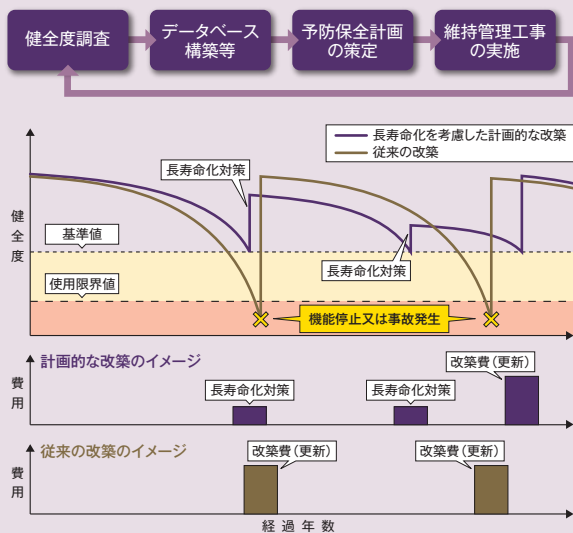 健全度調査
データベース
構築等
予防保全計画
の策定
維持管理工事
の実施
長寿命化を考慮した計画的な改築
従来の改築
長寿命化対策
健全度
基準値
長寿命化対策
使用限界値
機能停止又は事故発生
計画的な改築のイメージ
改築費(更新)
費用
長寿命化対策
長寿命化対策
従来の改築のイメージ
改築費(更新)
改築費(更新)
費用
経過年数